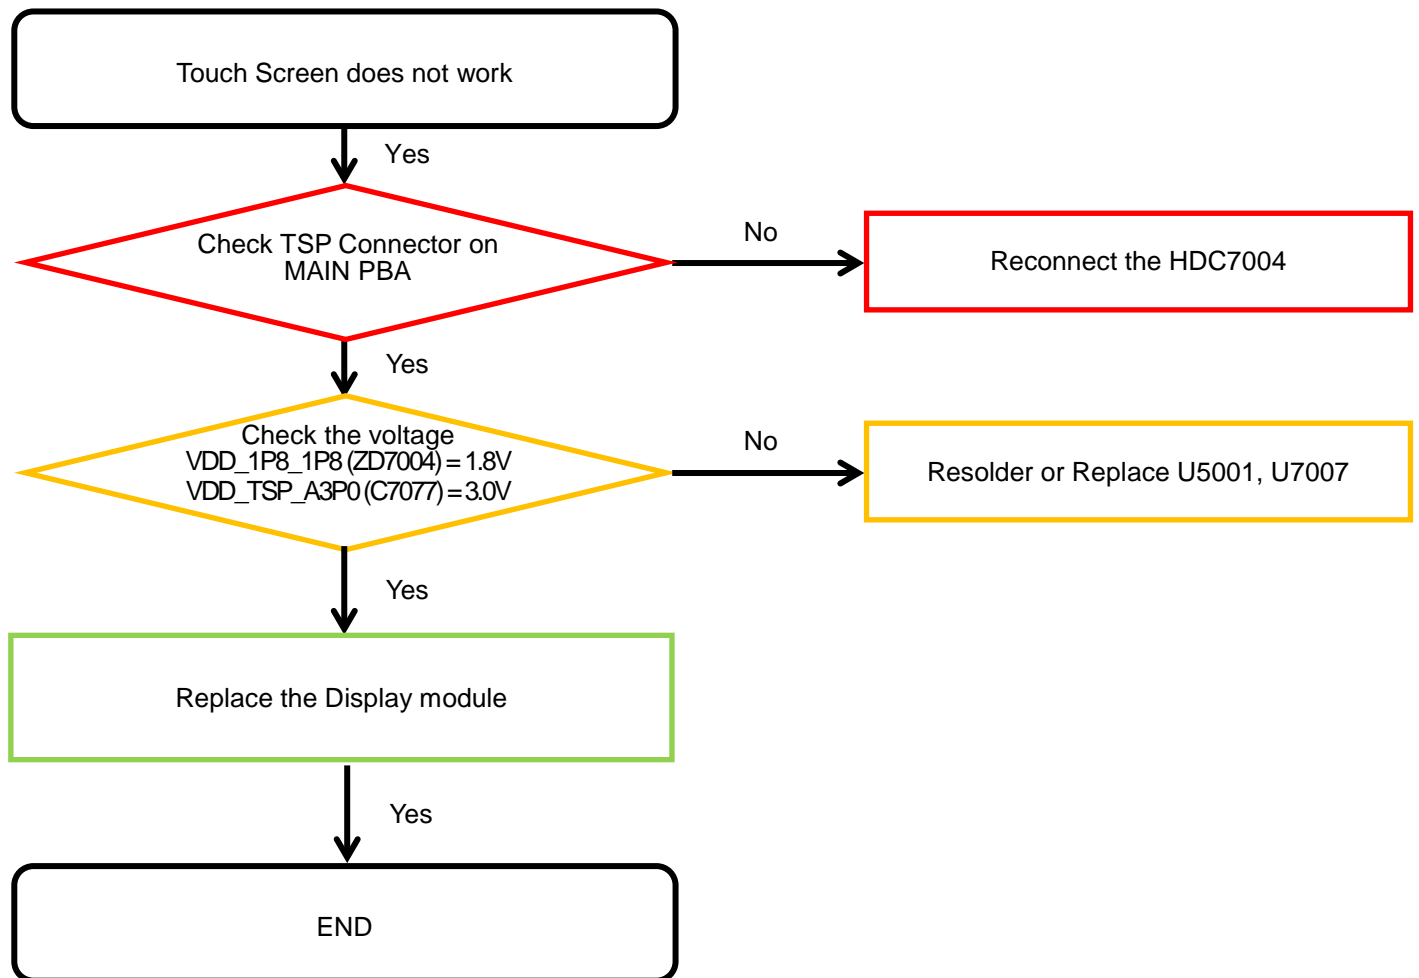 Touch Screen does not work
Yes
Check TSP Connector on
MAIN PBA
No
Reconnect the HDC7004
Yes
Check the voltage
VDD_1P8_1P8 (ZD7004) = 1.8V
VDD_TSP_A3P0 (C7077) = 3.0V
No
Resolder or Replace U5001, U7007
Yes
Replace the Display module
Yes
END